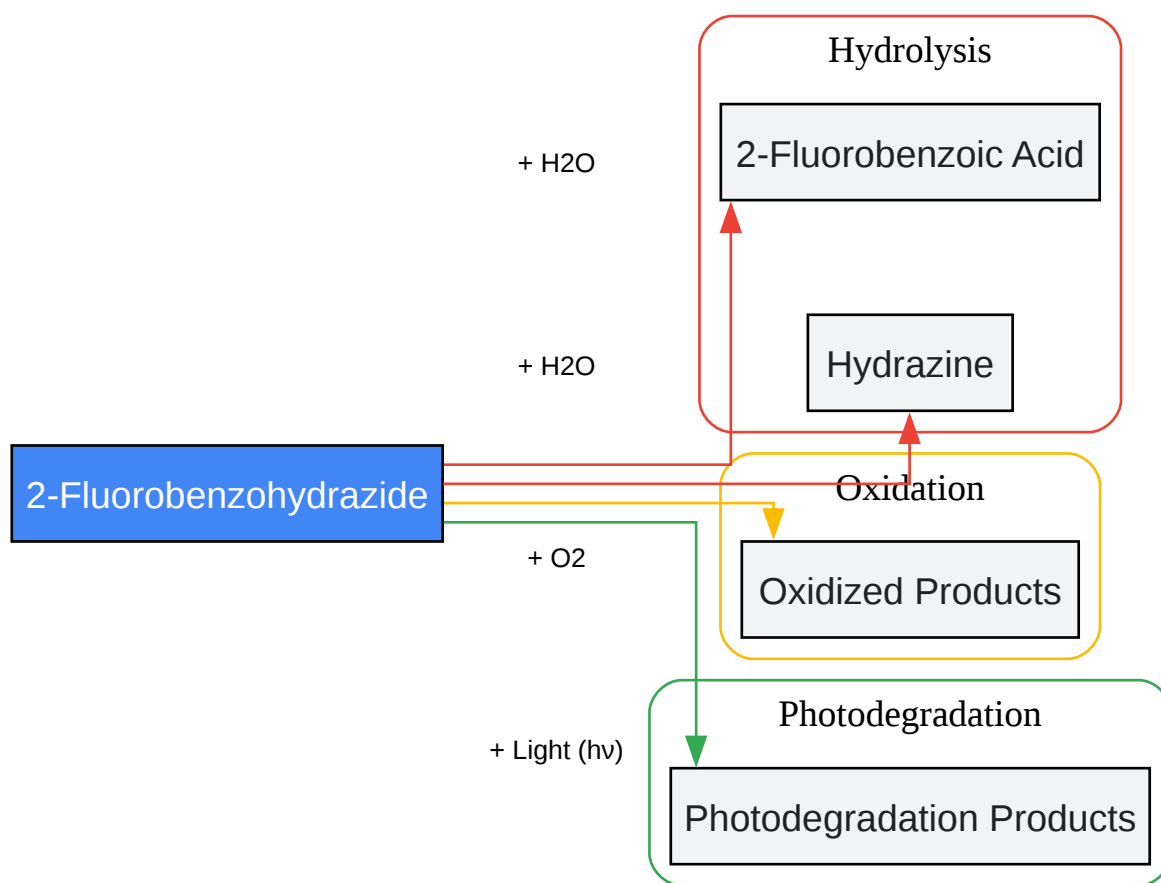 Hydrolysis
+ H2O
2-Fluorobenzoic Acid
+ H2O
Hydrazine
2-Fluorobenzohydrazide
Oxidation
+ O2
Oxidized Products
Photodegradation
+ Light (hν)
Photodegradation Products